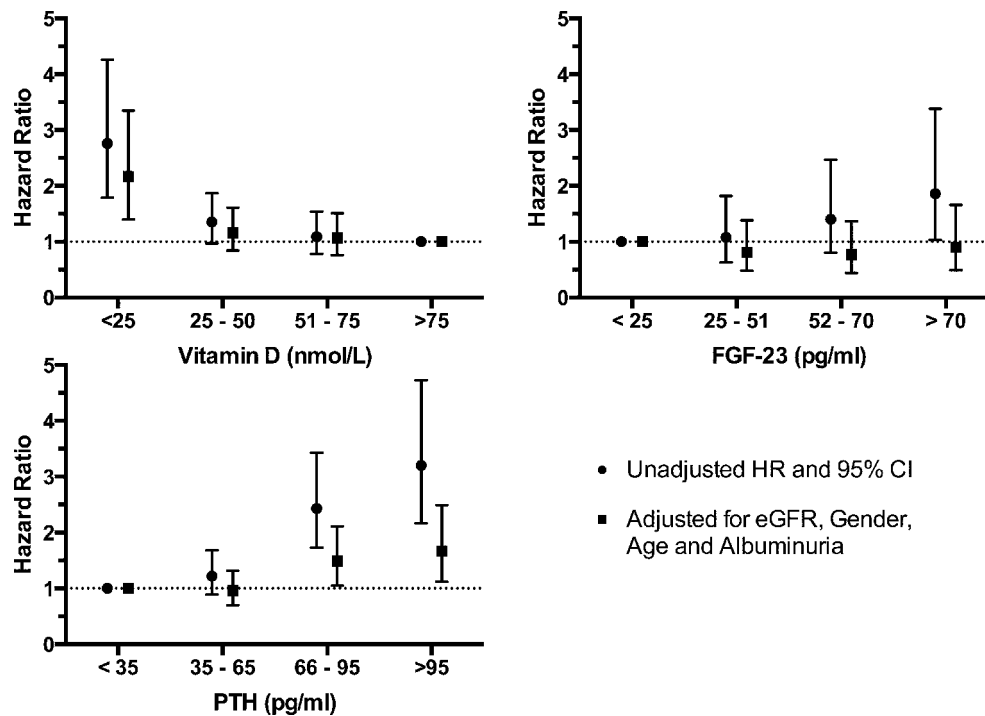 5
4
3
2
1
0
Hazard Ratio
<25
25 - 50
51 - 75
>75
Vitamin D (nmol/L)
5
4
3
2
1
0
Hazard Ratio
< 25
25 - 51
52 - 70
> 70
FGF-23 (pg/ml)
5
4
3
2
1
0
Hazard Ratio
< 35
35 - 65
66 - 95
>95
PTH (pg/ml)
Unadjusted HR and 95% CI
Adjusted for eGFR, Gender,
Age and Albuminuria